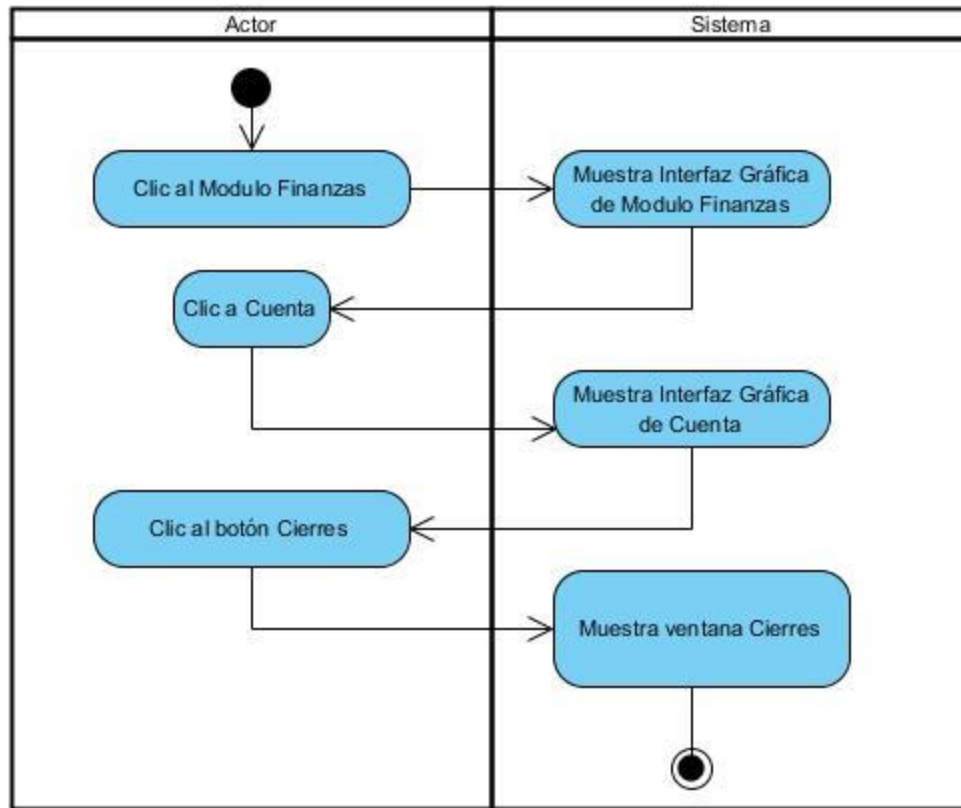 Actor
Sistema
Clic al Modulo Finanzas
Muestra Interfaz Gráfica
de Modulo Finanzas
Clic a Cuenta
Muestra Interfaz Gráfica
de Cuenta
Clic al botón Cierres
Muestra ventana Cierres